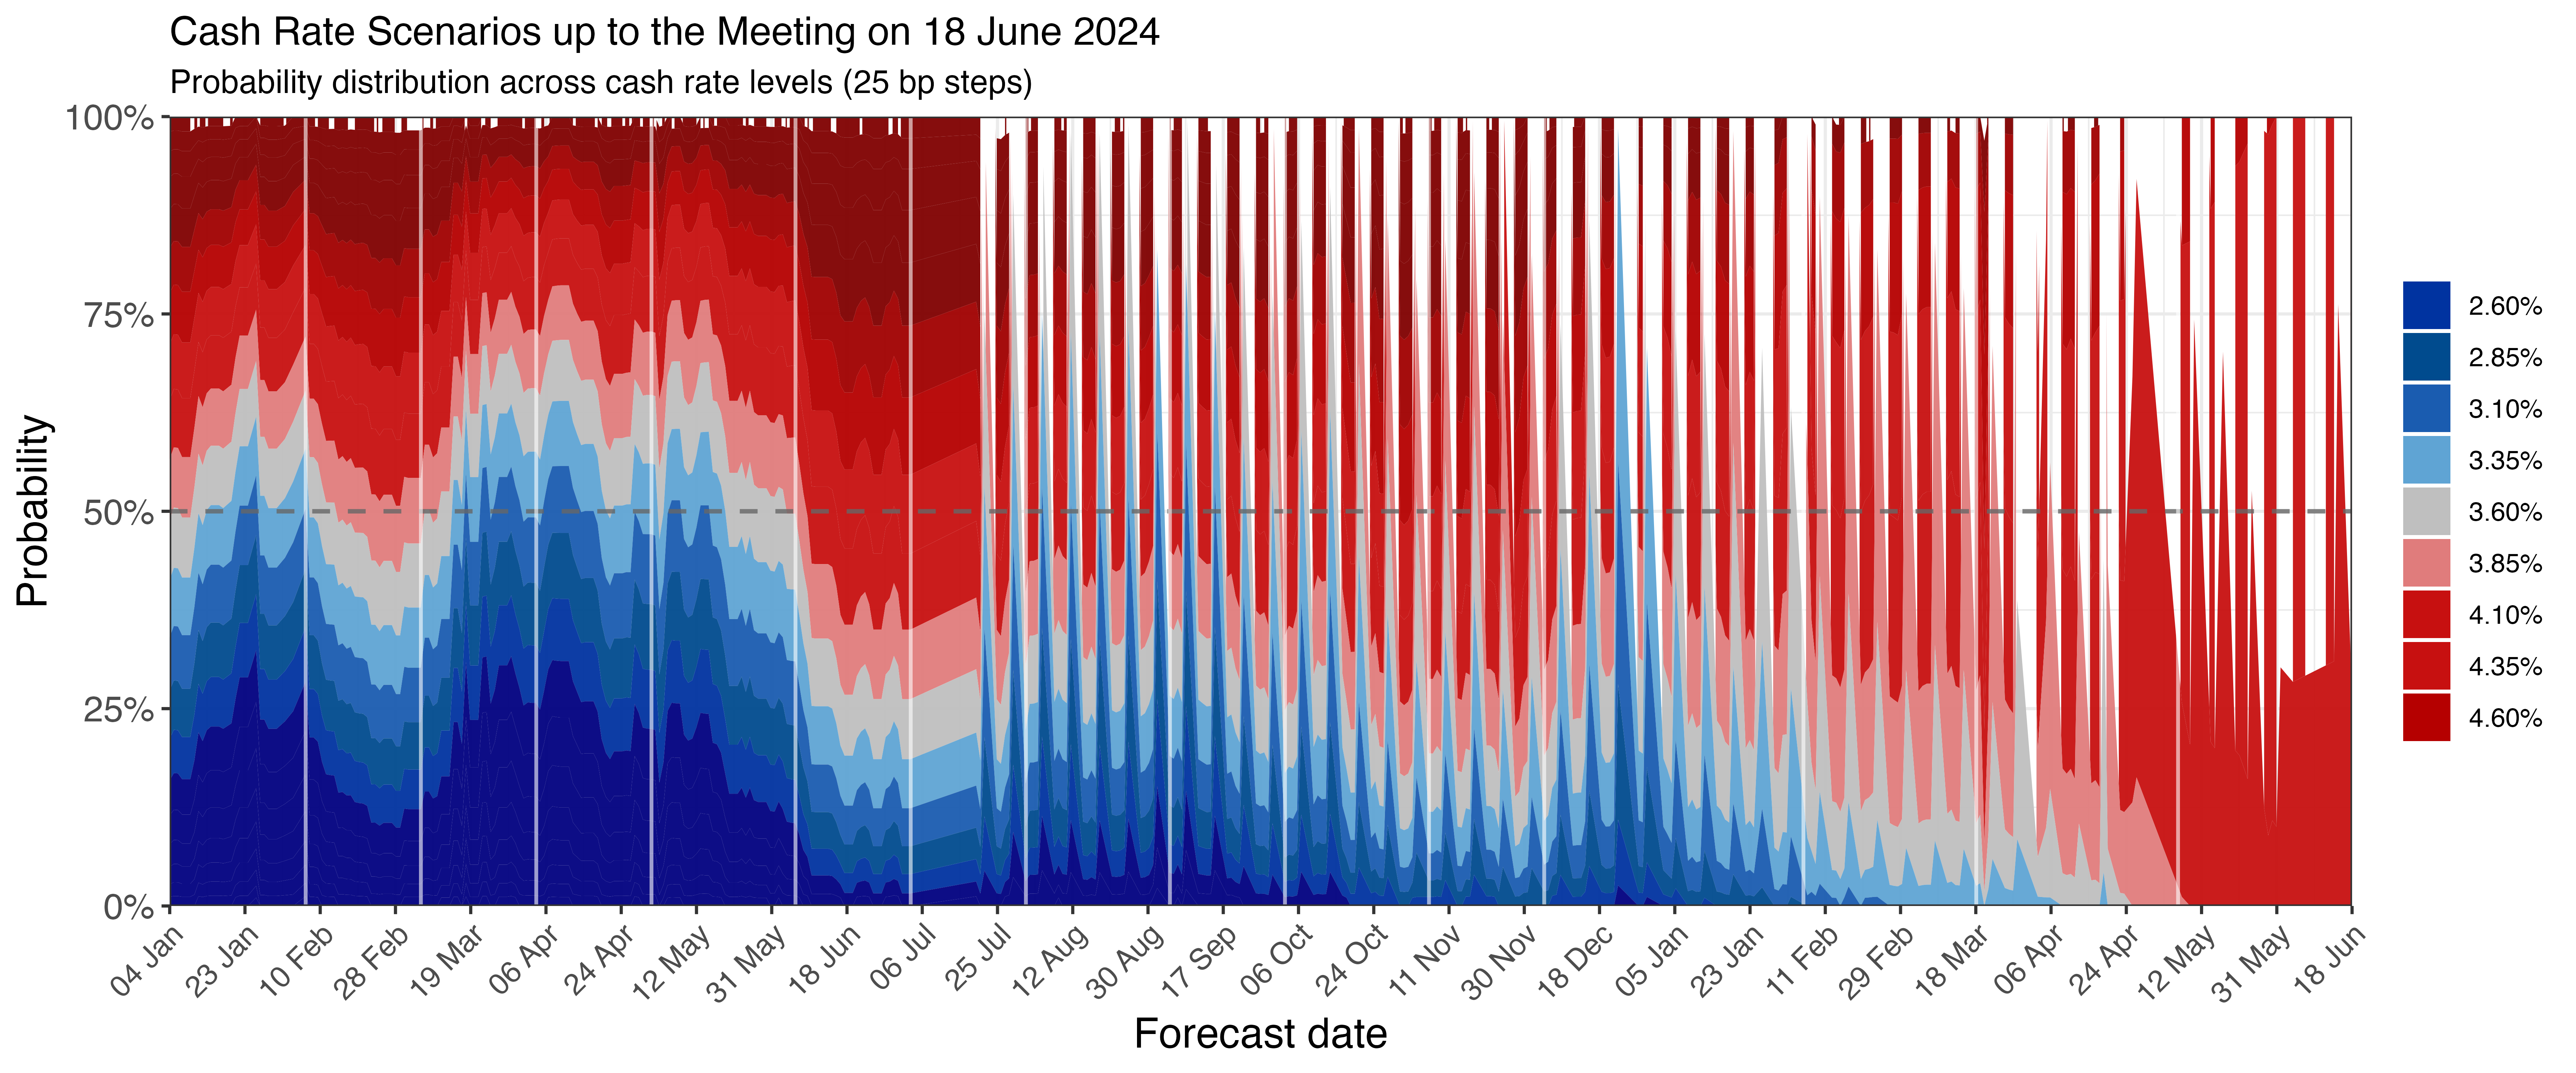 Cash Rate Scenarios up to the Meeting on 18 June 2024
Probability distribution across cash rate levels (25 bp steps)
100%
75%
50%
25%
0%
Probability
04 Jan
23 Jan
10 Feb
28 Feb
19 Mar
06 Apr
24 Apr
12 May
31 May
18 Jun
06 Jul
25 Jul
12 Aug
30 Aug
17 Sep
06 Oct
24 Oct
11 Nov
30 Nov
18 Dec
05 Jan
23 Jan
11 Feb
29 Feb
18 Mar
06 Apr
24 Apr
12 May
31 May
18 Jun
Forecast date
2.60%
2.85%
3.10%
3.35%
3.60%
3.85%
4.10%
4.35%
4.60%